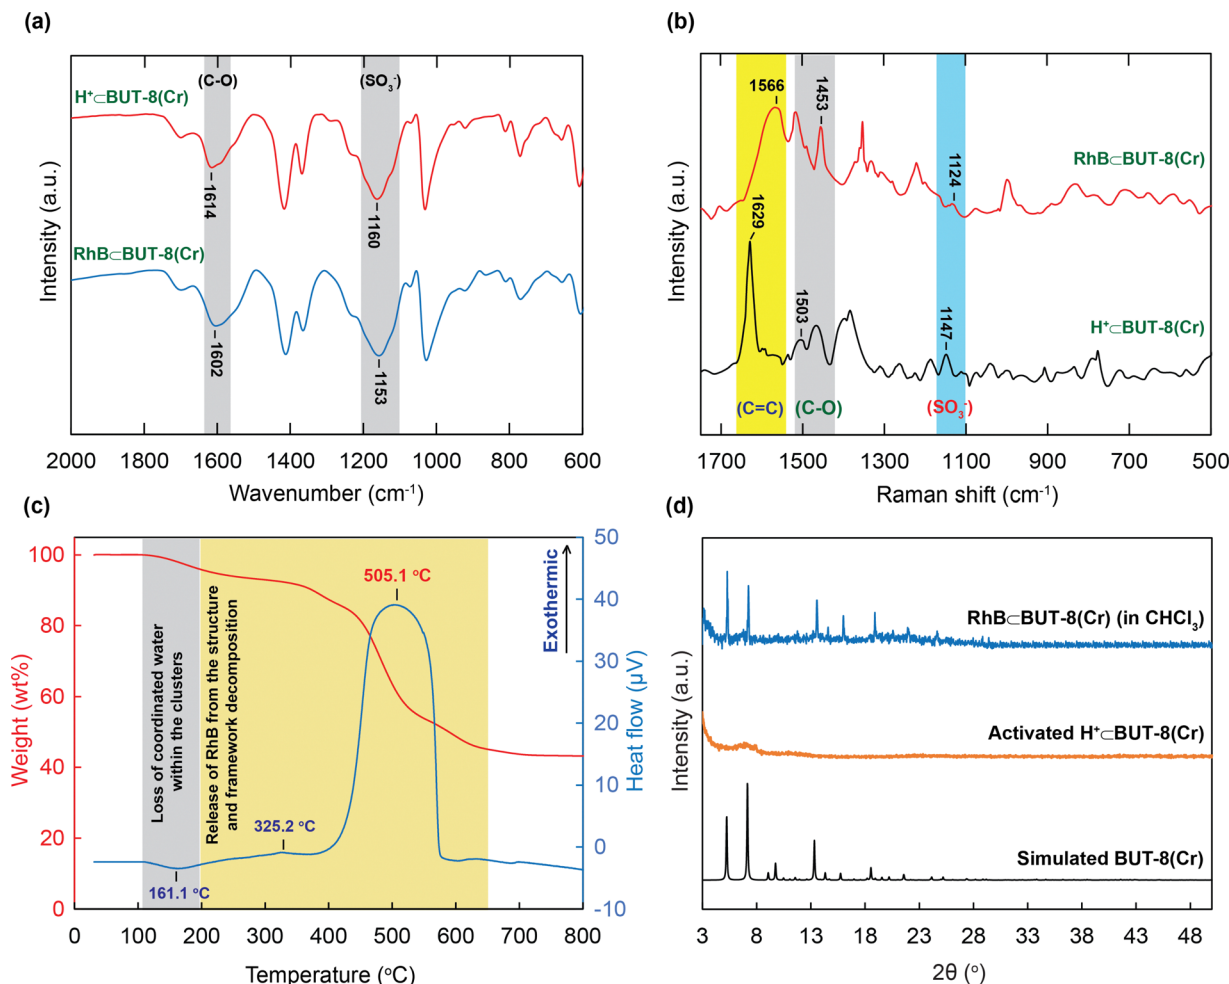 (a)
(C-O)
(SO₃⁻)
H⁺⊂BUT-8(Cr)
1614
1160
RhB⊂BUT-8(Cr)
1602
1153
Intensity (a.u.)
2000 1800 1600 1400 1200 1000 800 600
Wavenumber (cm⁻¹)
(b)
1566
1453
RhB⊂BUT-8(Cr)
1124
1629
1503
1147
H⁺⊂BUT-8(Cr)
(C=C)
(C-O)
(SO₃⁻)
Intensity (a.u.)
1700 1500 1300 1100 900 700 500
Raman shift (cm⁻¹)
(c)
100
80
60
40
20
0
Weight (wt%)
Loss of coordinated water
within the clusters
Release of RhB from the structure
and framework decomposition
505.1 °C
325.2 °C
161.1 °C
Exothermic
50
40
30
20
10
0
-10
Heat flow (µV)
0 100 200 300 400 500 600 700 800
Temperature (°C)
(d)
RhB⊂BUT-8(Cr) (in CHCl₃)
Activated H⁺⊂BUT-8(Cr)
Simulated BUT-8(Cr)
Intensity (a.u.)
3 8 13 18 23 28 33 38 43 48
2θ (°)